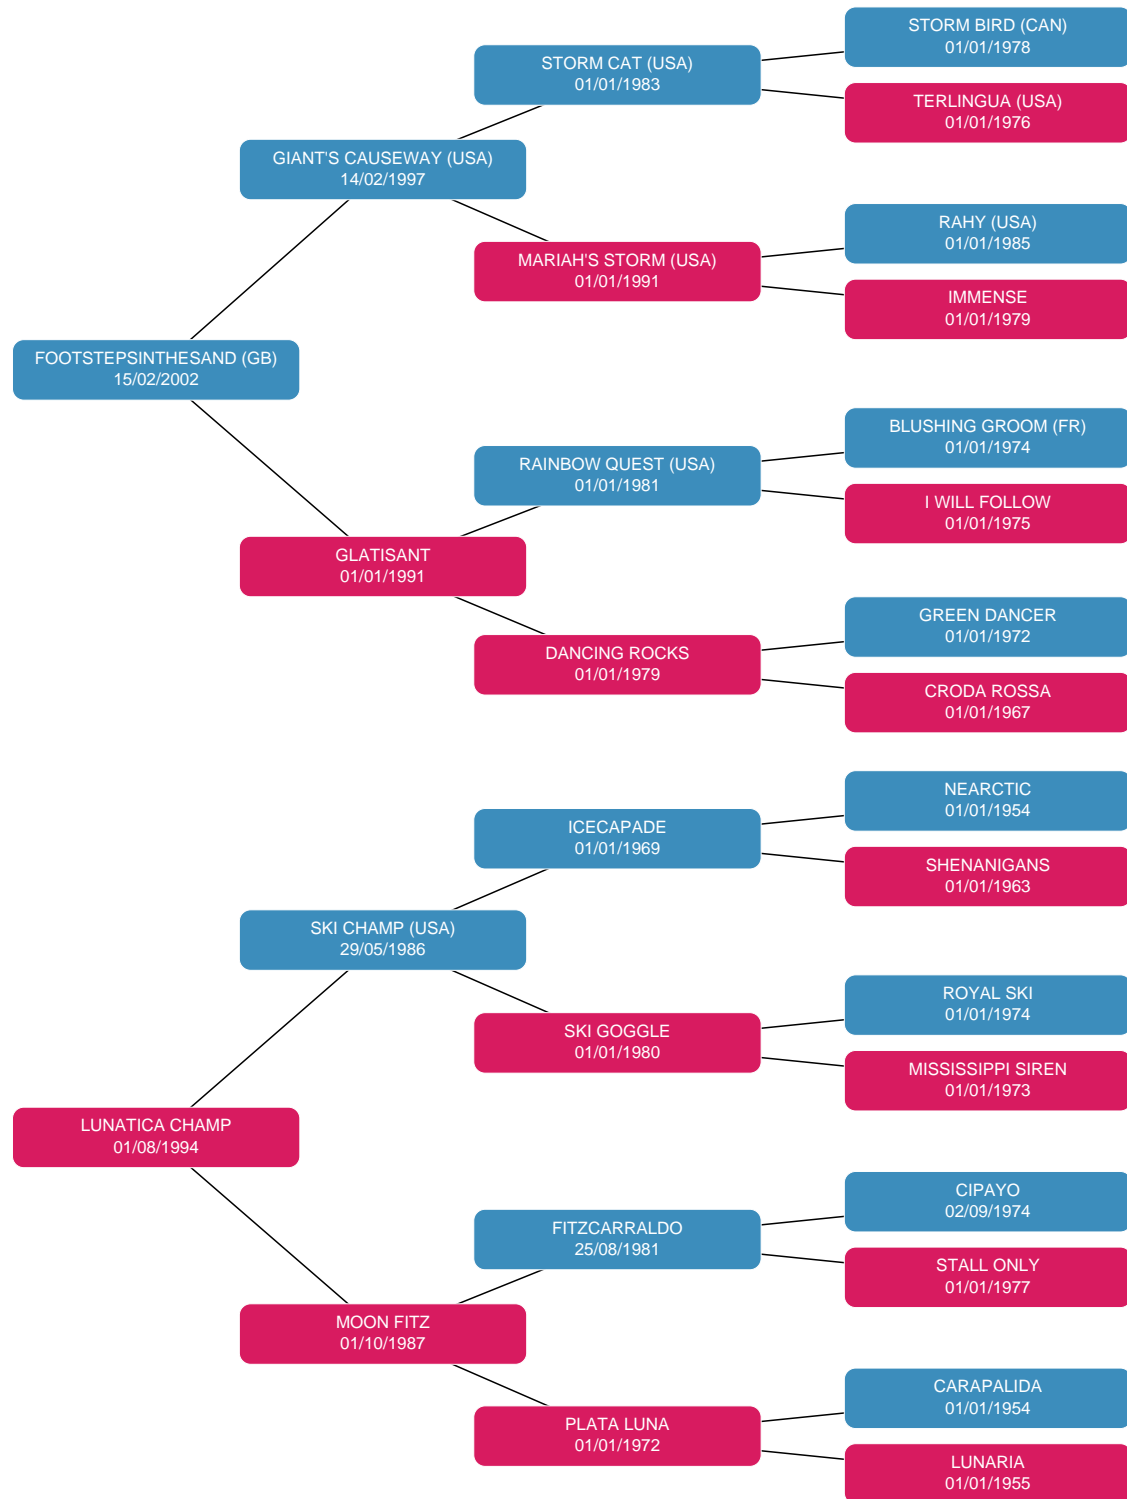 STORM BIRD (CAN)
01/01/1978
STORM CAT (USA)
01/01/1983
TERLINGUA (USA)
01/01/1976
GIANT'S CAUSEWAY (USA)
14/02/1997
RAHY (USA)
01/01/1985
MARIAH'S STORM (USA)
01/01/1991
IMMENSE
01/01/1979
FOOTSTEPSINTHESAND (GB)
15/02/2002
BLUSHING GROOM (FR)
01/01/1974
RAINBOW QUEST (USA)
01/01/1981
I WILL FOLLOW
01/01/1975
GLATISANT
01/01/1991
GREEN DANCER
01/01/1972
DANCING ROCKS
01/01/1979
CRODA ROSSA
01/01/1967
NEARCTIC
01/01/1954
ICECAPADE
01/01/1969
SHENANIGANS
01/01/1963
SKI CHAMP (USA)
29/05/1986
ROYAL SKI
01/01/1974
SKI GOGGLE
01/01/1980
MISSISSIPPI SIREN
01/01/1973
LUNATICA CHAMP
01/08/1994
CIPAYO
02/09/1974
FITZCARRALDO
25/08/1981
STALL ONLY
01/01/1977
MOON FITZ
01/10/1987
CARAPALIDA
01/01/1954
PLATA LUNA
01/01/1972
LUNARIA
01/01/1955